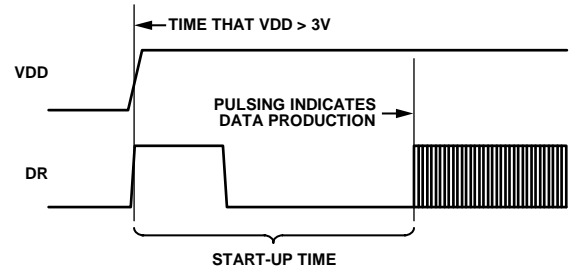 TIME THAT VDD > 3V
VDD
PULSING INDICATES
DATA PRODUCTION
DR
START-UP TIME